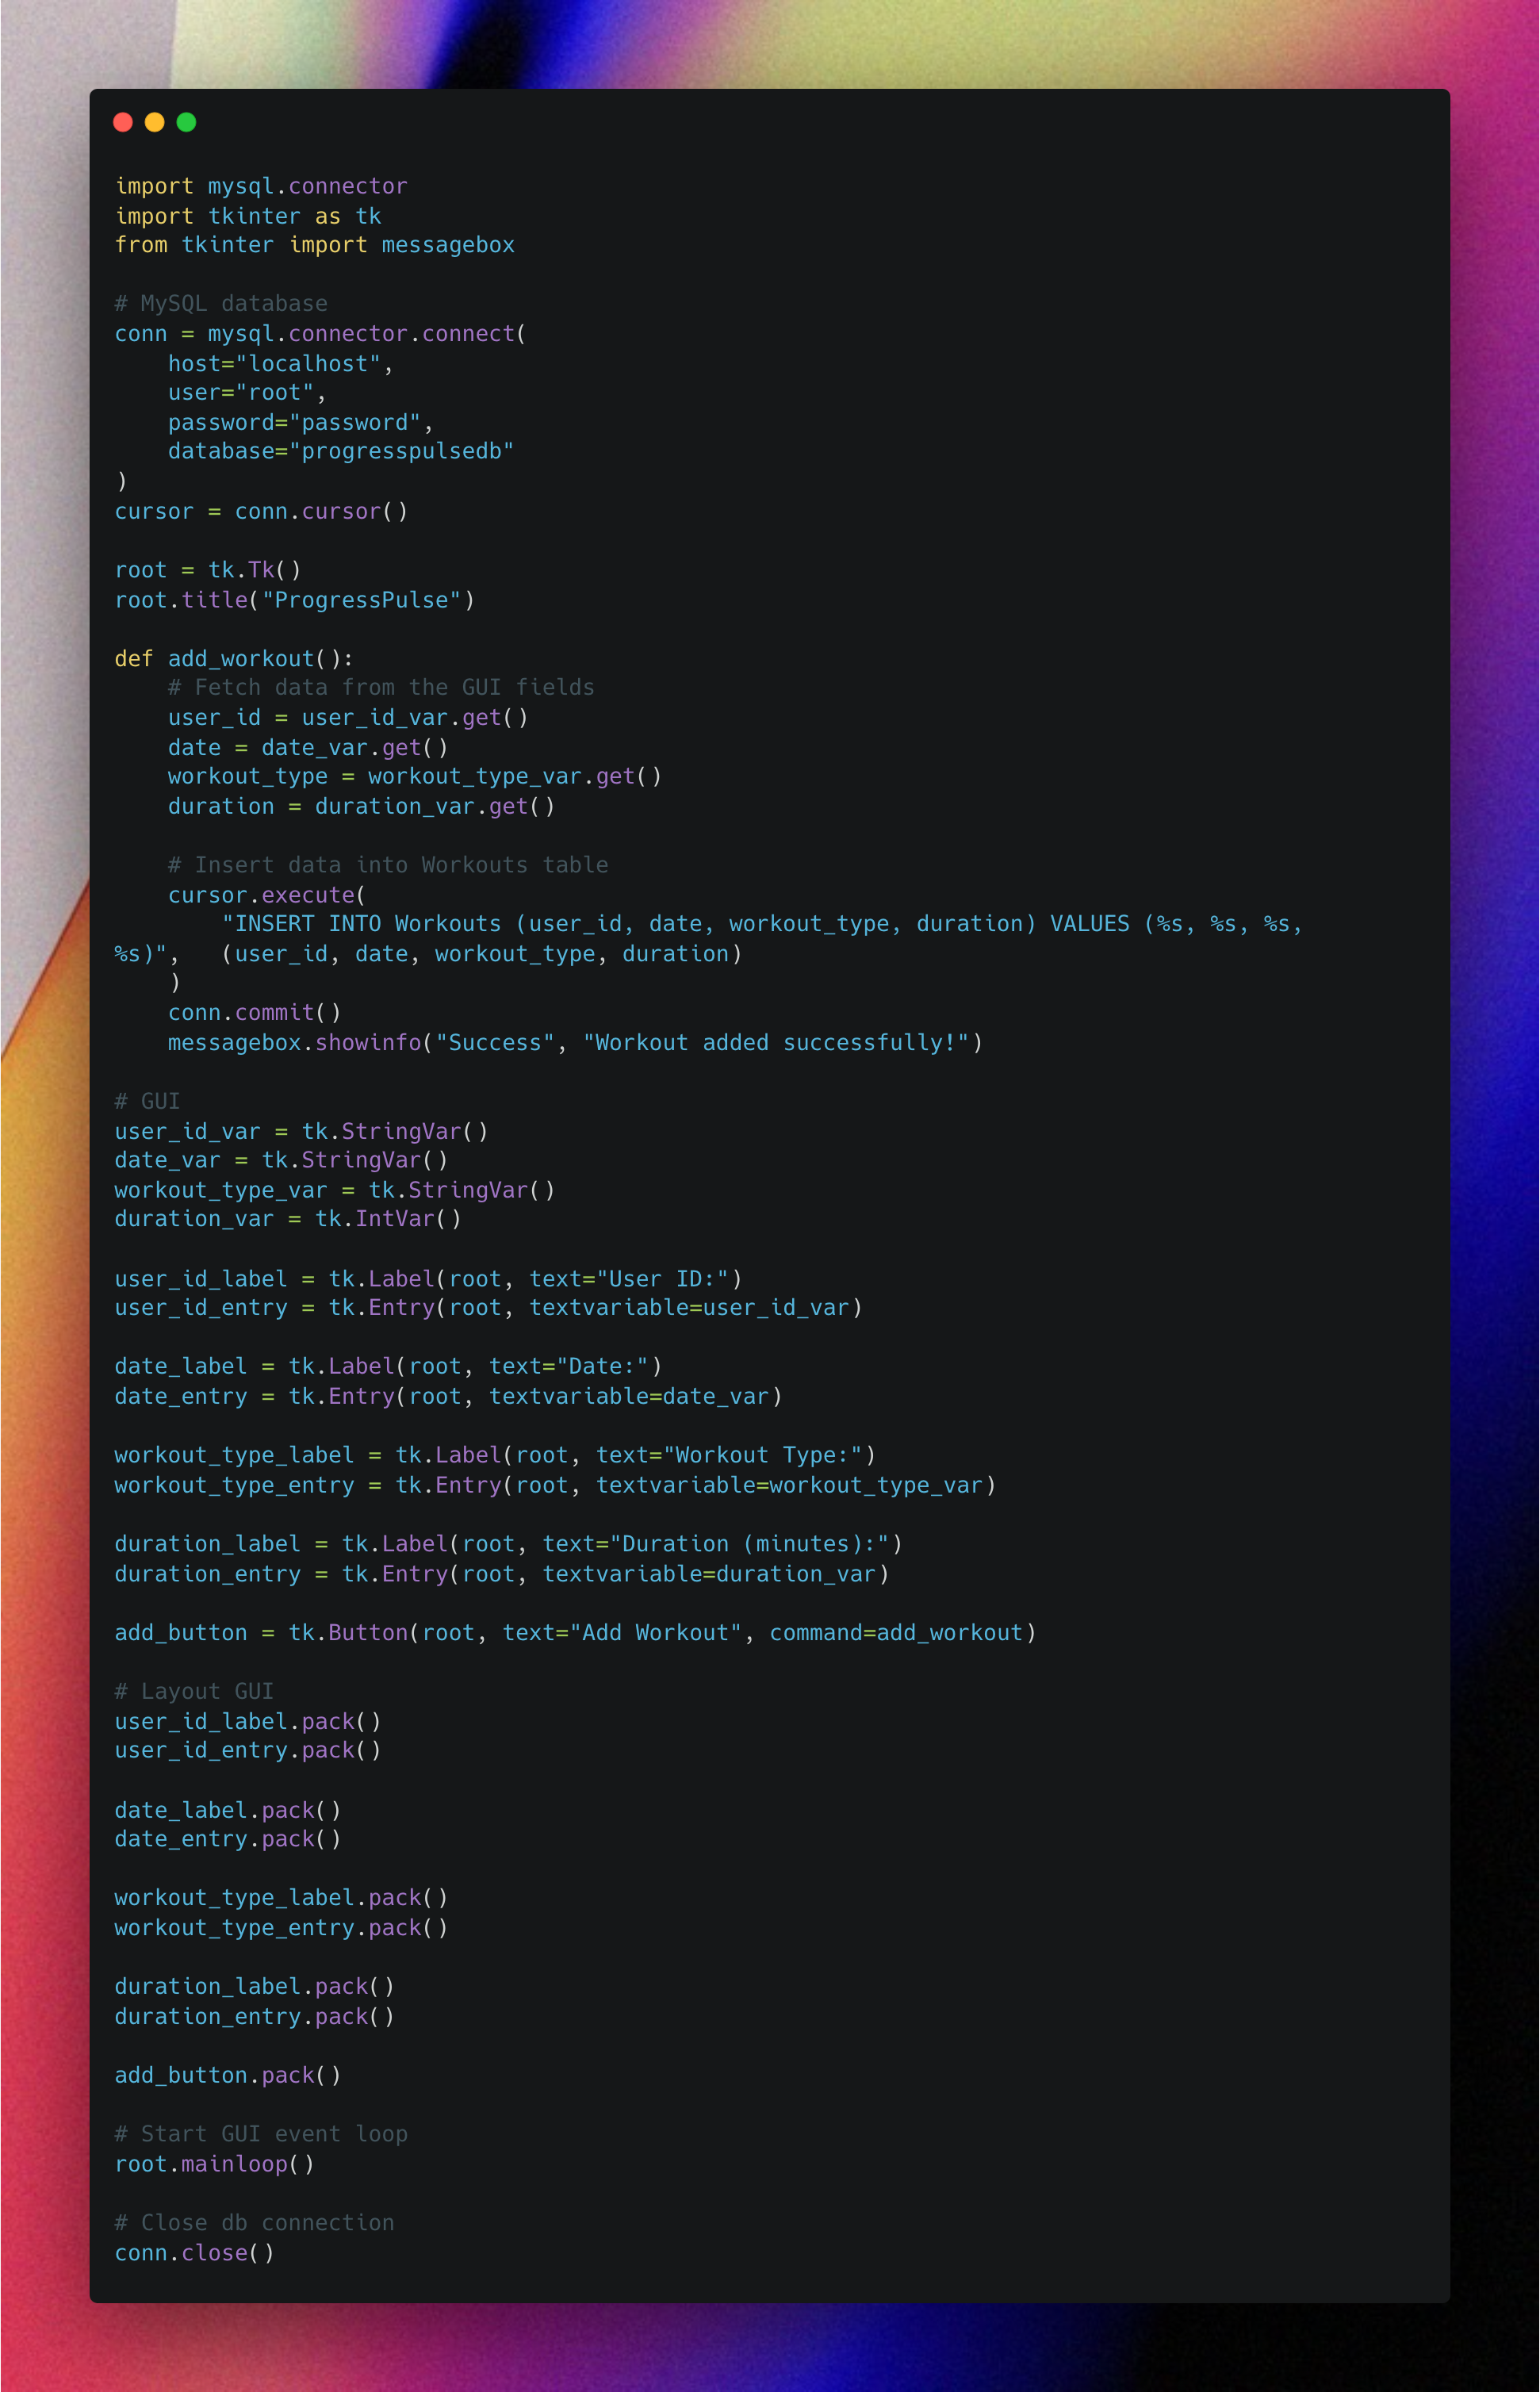 import mysql.connector
import tkinter as tk
from tkinter import messagebox

# MySQL database
conn = mysql.connector.connect(
    host="localhost",
    user="root",
    password="password",
    database="progresspulsedb"
)
cursor = conn.cursor()

root = tk.Tk()
root.title("ProgressPulse")

def add_workout():
    # Fetch data from the GUI fields
    user_id = user_id_var.get()
    date = date_var.get()
    workout_type = workout_type_var.get()
    duration = duration_var.get()

    # Insert data into Workouts table
    cursor.execute(
        "INSERT INTO Workouts (user_id, date, workout_type, duration) VALUES (%s, %s, %s,
%s)",   (user_id, date, workout_type, duration)
    )
    conn.commit()
    messagebox.showinfo("Success", "Workout added successfully!")

# GUI
user_id_var = tk.StringVar()
date_var = tk.StringVar()
workout_type_var = tk.StringVar()
duration_var = tk.IntVar()

user_id_label = tk.Label(root, text="User ID:")
user_id_entry = tk.Entry(root, textvariable=user_id_var)

date_label = tk.Label(root, text="Date:")
date_entry = tk.Entry(root, textvariable=date_var)

workout_type_label = tk.Label(root, text="Workout Type:")
workout_type_entry = tk.Entry(root, textvariable=workout_type_var)

duration_label = tk.Label(root, text="Duration (minutes):")
duration_entry = tk.Entry(root, textvariable=duration_var)

add_button = tk.Button(root, text="Add Workout", command=add_workout)

# Layout GUI
user_id_label.pack()
user_id_entry.pack()

date_label.pack()
date_entry.pack()

workout_type_label.pack()
workout_type_entry.pack()

duration_label.pack()
duration_entry.pack()

add_button.pack()

# Start GUI event loop
root.mainloop()

# Close db connection
conn.close()